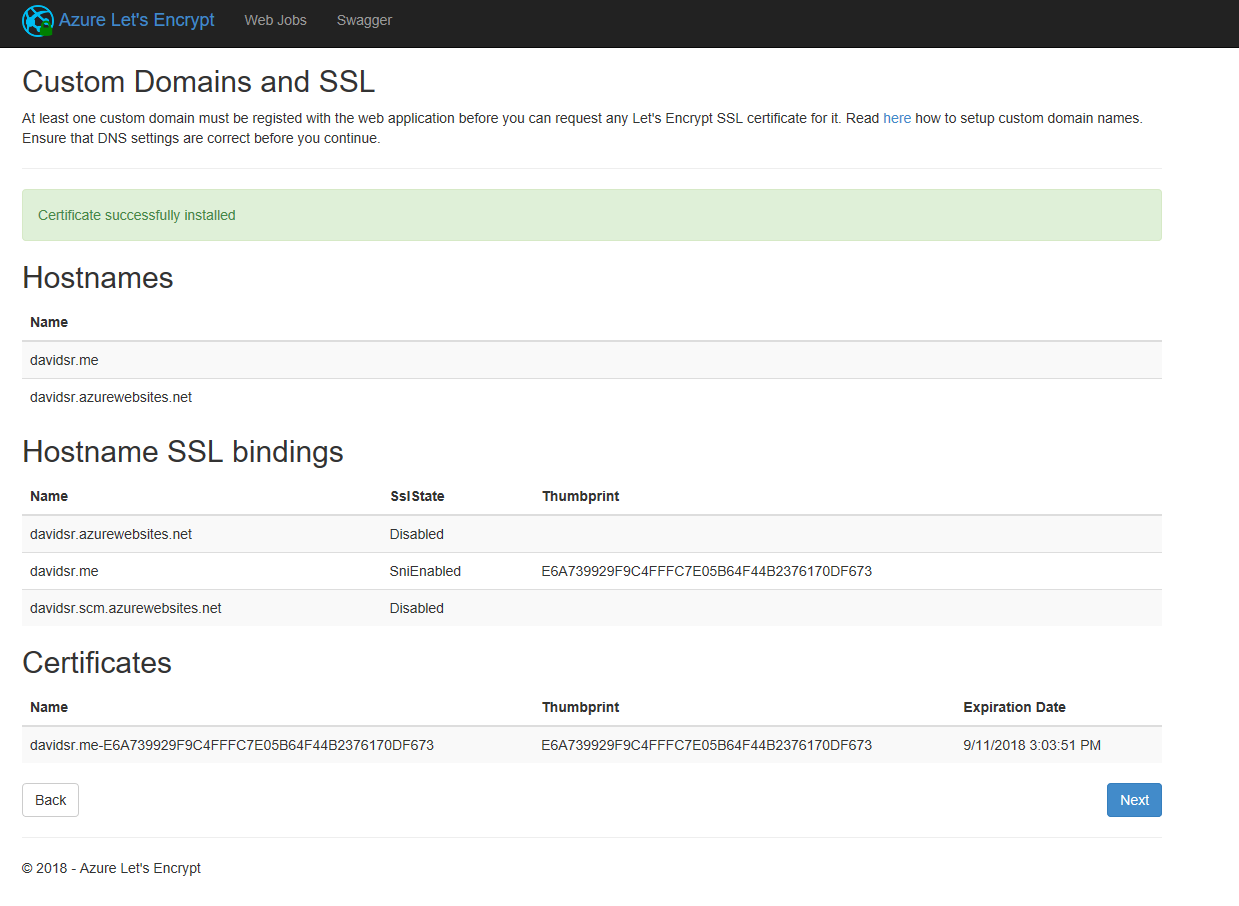 Azure Let's Encrypt Web Jobs Swagger
Custom Domains and SSL
At least one custom domain must be registed with the web application before you can request any Let's Encrypt SSL certificate for it. Read here how to setup custom domain names.
Ensure that DNS settings are correct before you continue.
Certificate successfully installed
Hostnames
Name
davidsr.me
davidsr.azurewebsites.net
Hostname SSL bindings
Name SslState Thumbprint
davidsr.azurewebsites.net Disabled
davidsr.me SniEnabled E6A739929F9C4FFFC7E05B64F44B2376170DF673
davidsr.scm.azurewebsites.net Disabled
Certificates
Name Thumbprint Expiration Date
davidsr.me-E6A739929F9C4FFFC7E05B64F44B2376170DF673 E6A739929F9C4FFFC7E05B64F44B2376170DF673 9/11/2018 3:03:51 PM
Back Next
© 2018 - Azure Let's Encrypt